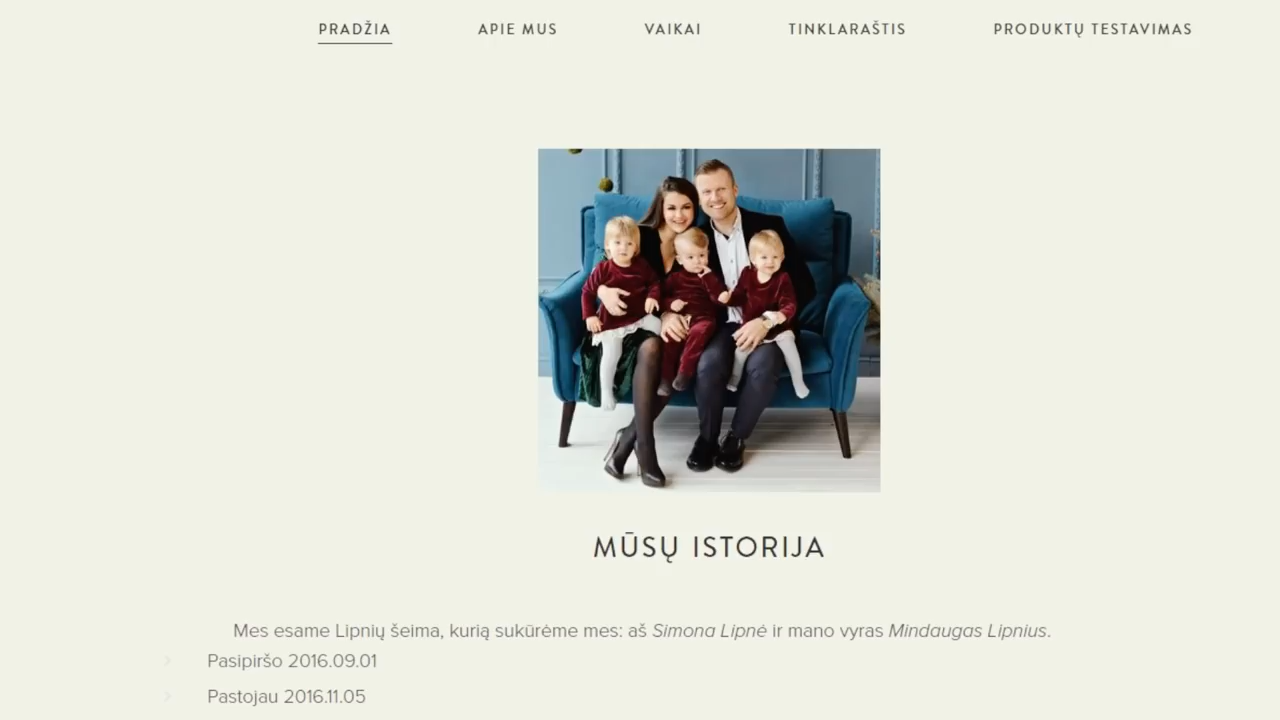 PRADŽIA APIE MUS VAIKAI TINKLARAŠTIS PRODUKTŲ TESTAVIMAS
MŪSŲ ISTORIJA
Mes esame Lipnių šeima, kurią sukūrėme mes: aš Simona Lipnė ir mano vyras Mindaugas Lipnius.
Pasipiršo 2016.09.01
Pastojau 2016.11.05